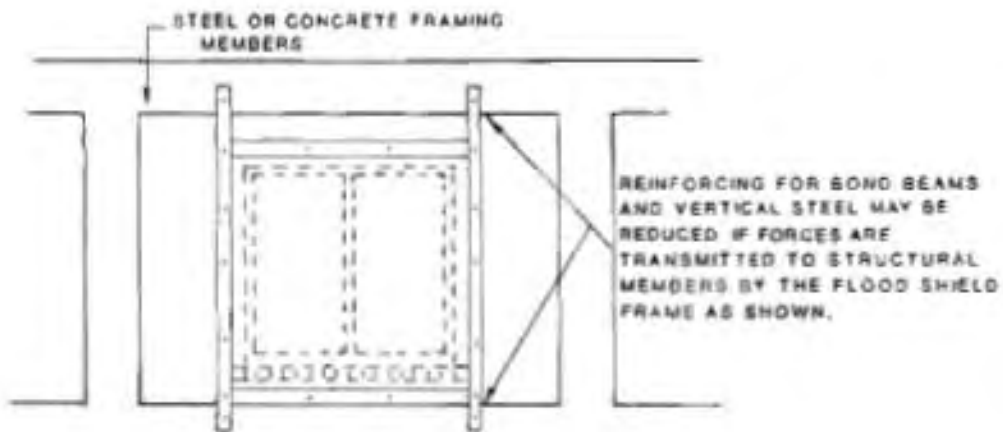 STEEL OR CONCRETE FRAMING
MEMBERS
REINFORCING FOR BOND BEAMS
AND VERTICAL STEEL MAY BE
REDUCED IF FORCES ARE
TRANSMITTED TO STRUCTURAL
MEMBERS BY THE FLOOD SHIELD
FRAME AS SHOWN.